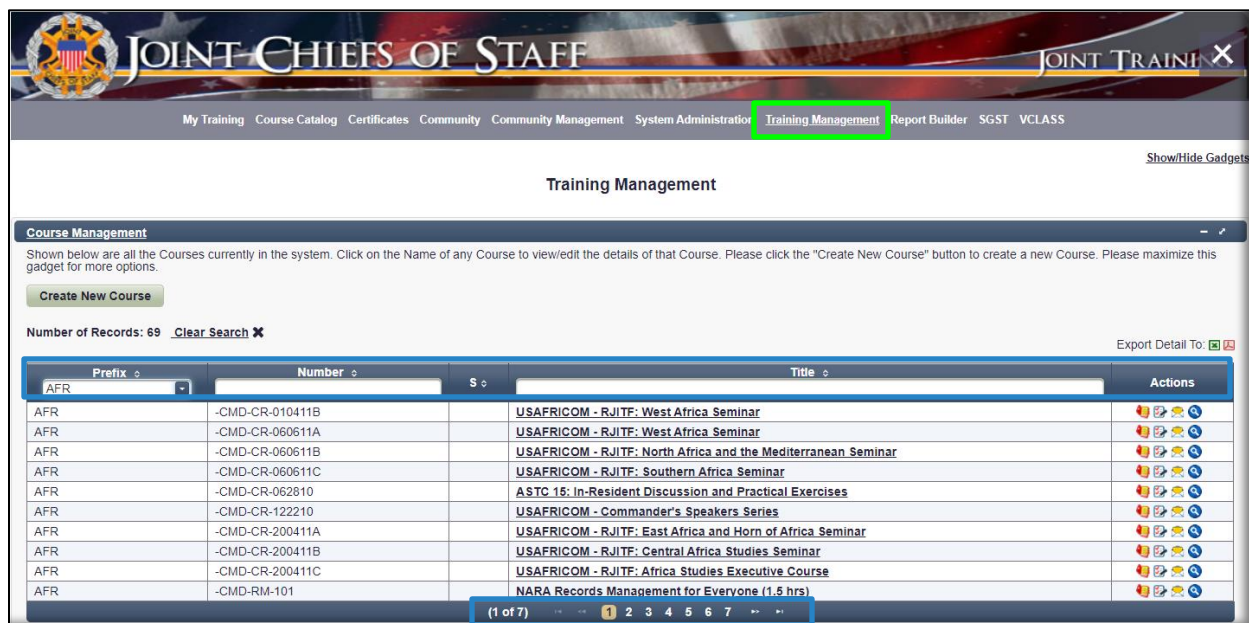 JOINT CHIEFS OF STAFF
JOINT TRAINI
My Training Course Catalog Certificates Community Community Management System Administration Training Management Report Builder SGST VCLASS
Show/Hide Gadgets
Training Management
Course Management
Shown below are all the Courses currently in the system. Click on the Name of any Course to view/edit the details of that Course. Please click the "Create New Course" button to create a new Course. Please maximize this
gadget for more options.
Create New Course
Number of Records: 69 Clear Search
Export Detail To:
Prefix Number S Title Actions
AFR
AFR -CMD-CR-010411B USAFRICOM - RJITF: West Africa Seminar
AFR -CMD-CR-060611A USAFRICOM - RJITF: West Africa Seminar
AFR -CMD-CR-060611B USAFRICOM - RJITF: North Africa and the Mediterranean Seminar
AFR -CMD-CR-060611C USAFRICOM - RJITF: Southern Africa Seminar
AFR -CMD-CR-062810 ASTC 15: In-Resident Discussion and Practical Exercises
AFR -CMD-CR-122210 USAFRICOM - Commander's Speakers Series
AFR -CMD-CR-200411A USAFRICOM - RJITF: East Africa and Horn of Africa Seminar
AFR -CMD-CR-200411B USAFRICOM - RJITF: Central Africa Studies Seminar
AFR -CMD-CR-200411C USAFRICOM - RJITF: Africa Studies Executive Course
AFR -CMD-RM-101 NARA Records Management for Everyone (1.5 hrs)
(1 of 7) 1 2 3 4 5 6 7